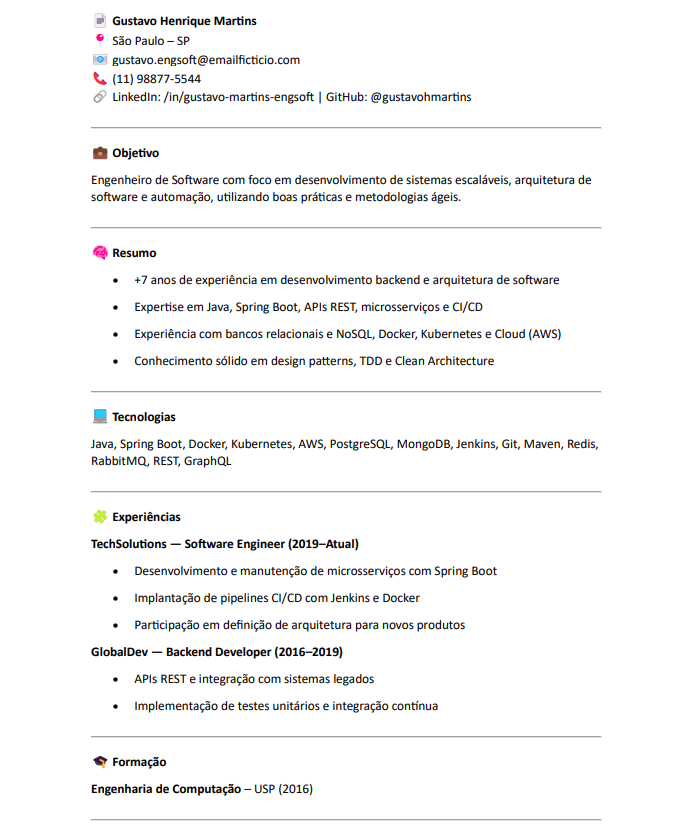 Gustavo Henrique Martins
São Paulo – SP
gustavo.engsoft@emailficticio.com
(11) 98877-5544
LinkedIn: /in/gustavo-martins-engsoft | GitHub: @gustavohmartins
Objetivo
Engenheiro de Software com foco em desenvolvimento de sistemas escaláveis, arquitetura de
software e automação, utilizando boas práticas e metodologias ágeis.
Resumo
• +7 anos de experiência em desenvolvimento backend e arquitetura de software
• Expertise em Java, Spring Boot, APIs REST, microsserviços e CI/CD
• Experiência com bancos relacionais e NoSQL, Docker, Kubernetes e Cloud (AWS)
• Conhecimento sólido em design patterns, TDD e Clean Architecture
Tecnologias
Java, Spring Boot, Docker, Kubernetes, AWS, PostgreSQL, MongoDB, Jenkins, Git, Maven, Redis,
RabbitMQ, REST, GraphQL
Experiências
TechSolutions — Software Engineer (2019–Atual)
• Desenvolvimento e manutenção de microsserviços com Spring Boot
• Implantação de pipelines CI/CD com Jenkins e Docker
• Participação em definição de arquitetura para novos produtos
GlobalDev — Backend Developer (2016–2019)
• APIs REST e integração com sistemas legados
• Implementação de testes unitários e integração contínua
Formação
Engenharia de Computação – USP (2016)